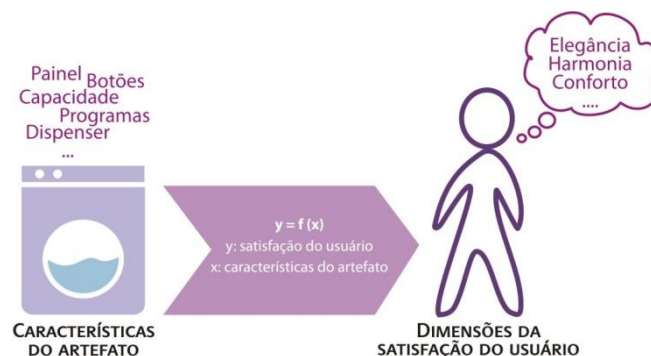 Painel
Botões
Capacidade
Programas
Dispenser
...
y = f (x)
y: satisfação do usuário
x: características do artefato
Elegância
Harmonia
Conforto
....
CARACTERÍSTICAS
DO ARTEFATO
DIMENSÕES DA
SATISFAÇÃO DO USUÁRIO